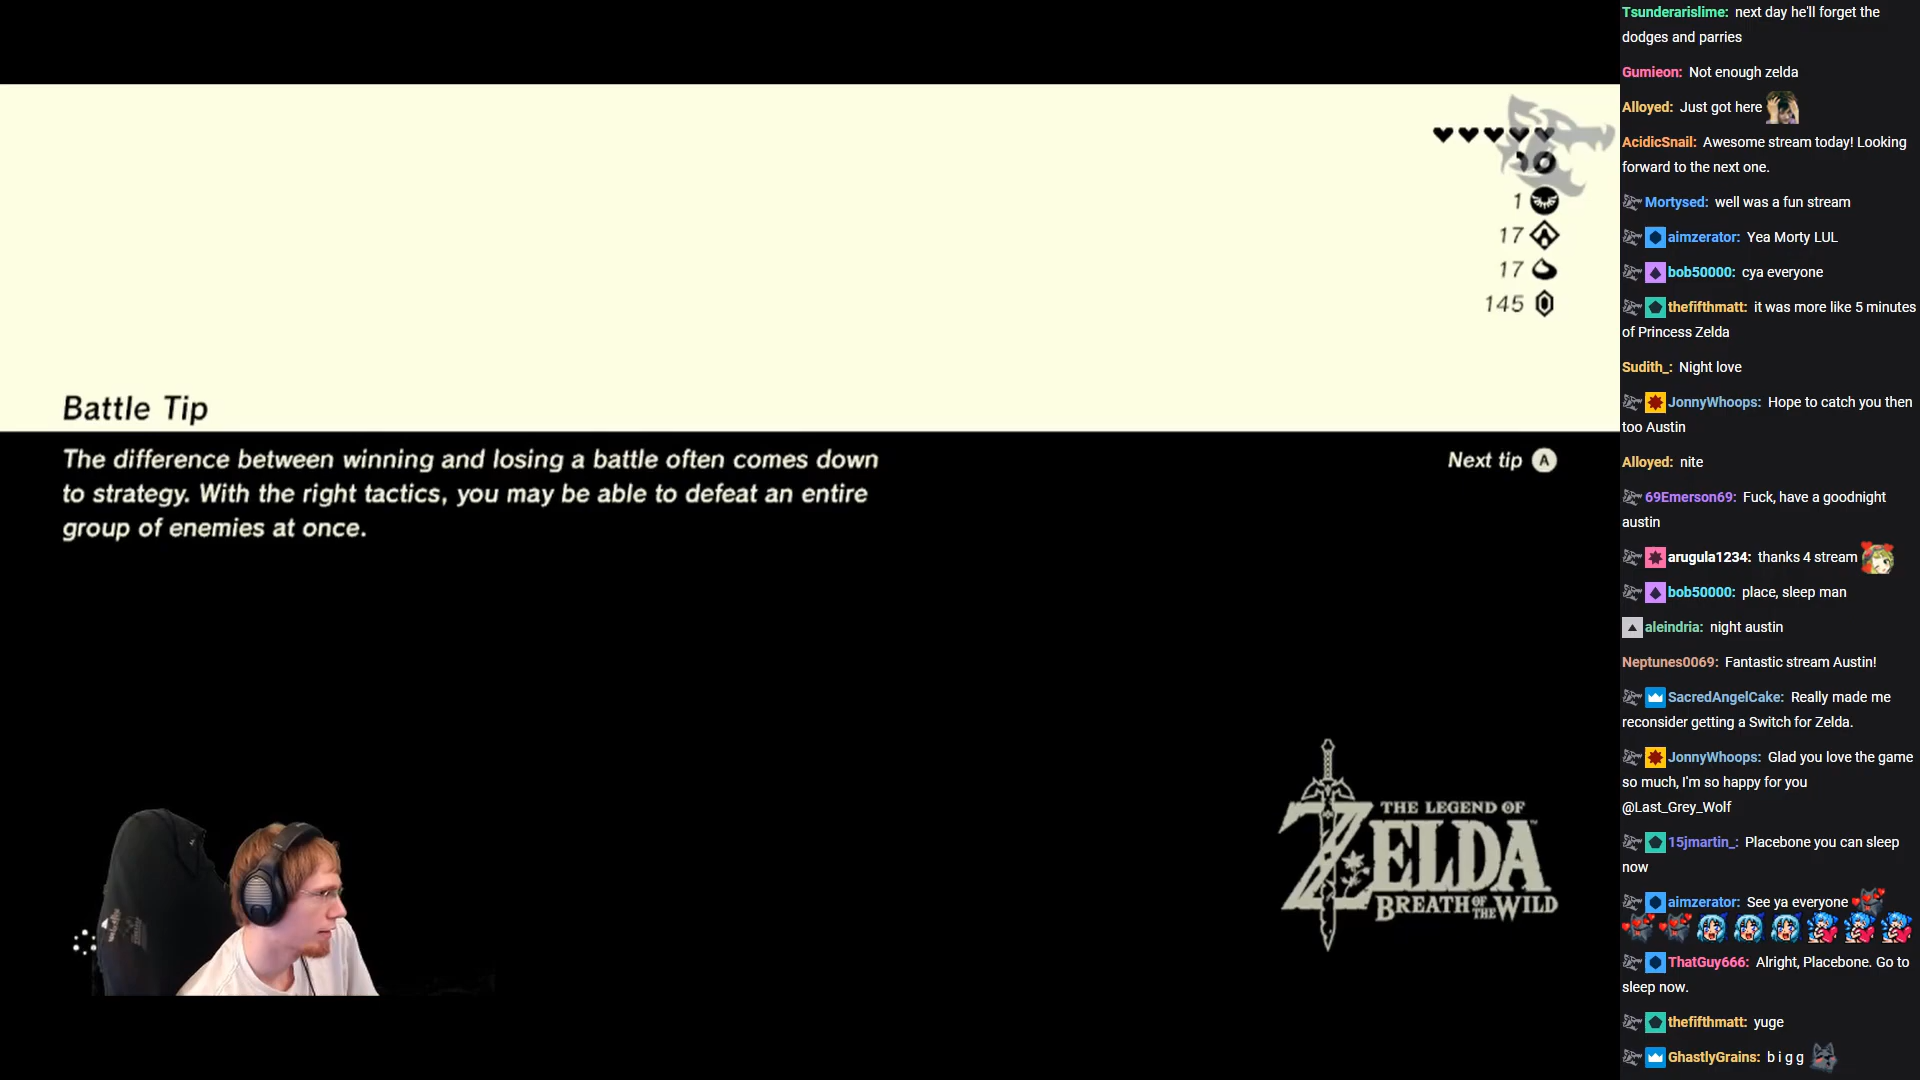 1
17
17
145
Battle Tip
The difference between winning and losing a battle often comes down
to strategy. With the right tactics, you may be able to defeat an entire
group of enemies at once.
Next tip A
THE LEGEND OF
ZELDA
BREATH OF THE WILD
Tsunderarislime: next day he'll forget the
dodges and parries
Gumieon: Not enough zelda
Alloyed: Just got here
AcidicSnail: Awesome stream today! Looking
forward to the next one.
Mortysed: well was a fun stream
aimzerator: Yea Morty LUL
bob50000: cya everyone
thefifthmatt: it was more like 5 minutes
of Princess Zelda
Sudith_: Night love
JonnyWhoops: Hope to catch you then
too Austin
Alloyed: nite
69Emerson69: Fuck, have a goodnight
austin
arugula1234: thanks 4 stream
bob50000: place, sleep man
aleindria: night austin
Neptunes0069: Fantastic stream Austin!
SacredAngelCake: Really made me
reconsider getting a Switch for Zelda.
JonnyWhoops: Glad you love the game
so much, I'm so happy for you
@Last_Grey_Wolf
15jmartin_: Placebone you can sleep
now
aimzerator: See ya everyone
ThatGuy666: Alright, Placebone. Go to
sleep now.
thefifthmatt: yuge
GhastlyGrains: b i g g